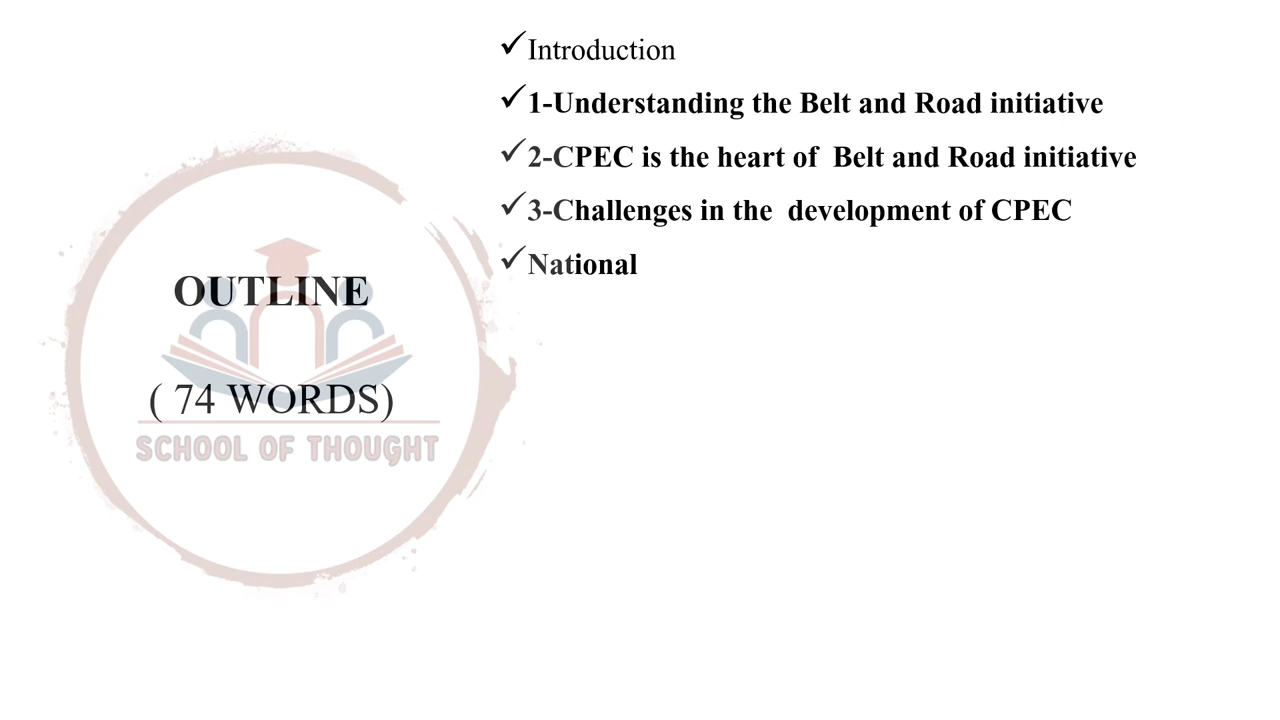 ✓Introduction
✓1-Understanding the Belt and Road initiative
✓2-CPEC is the heart of  Belt and Road initiative
✓3-Challenges in the  development of CPEC
✓National
OUTLINE
( 74 WORDS)
SCHOOL OF THOUGHT